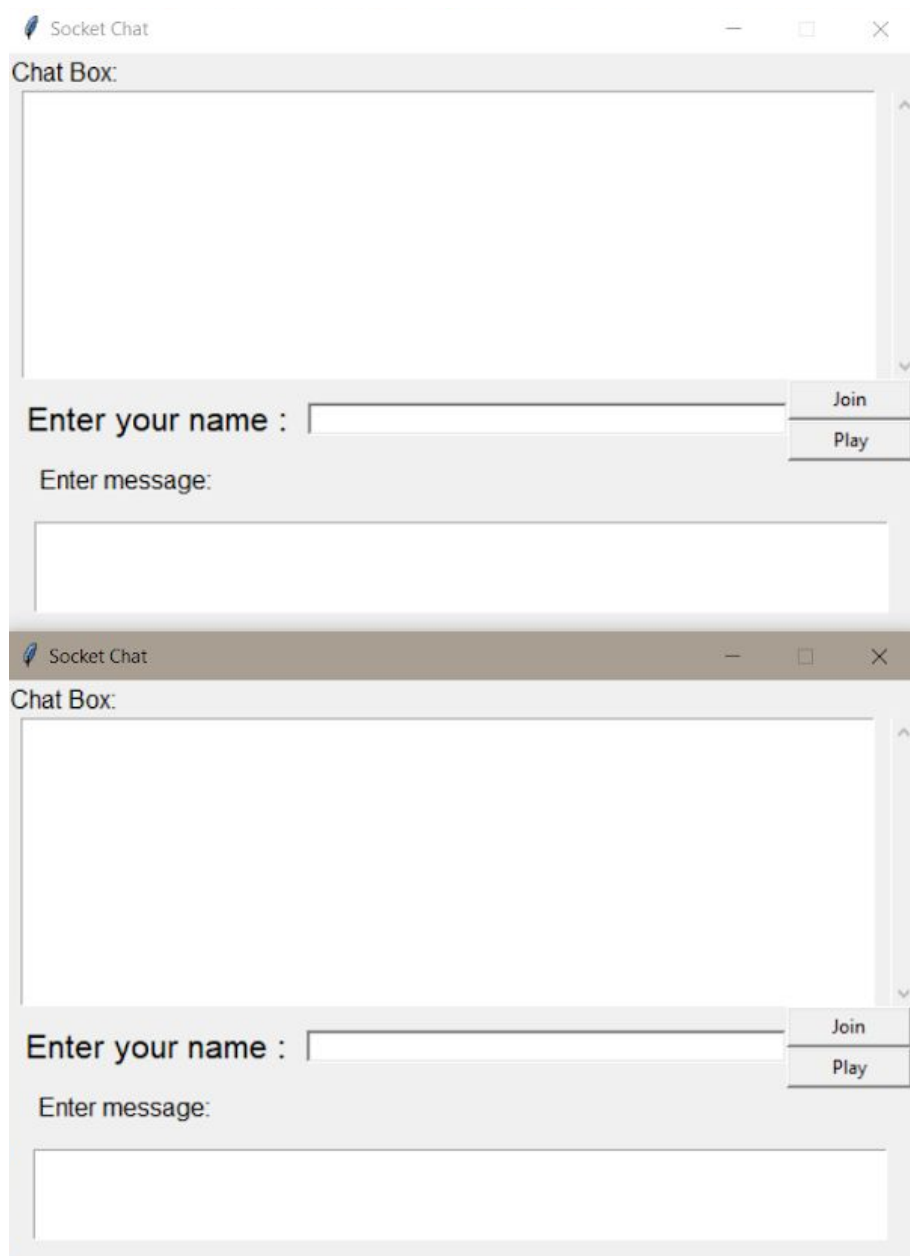 Socket Chat
Chat Box:
Enter your name :
Join
Play
Enter message:
Socket Chat
Chat Box:
Enter your name :
Join
Play
Enter message: